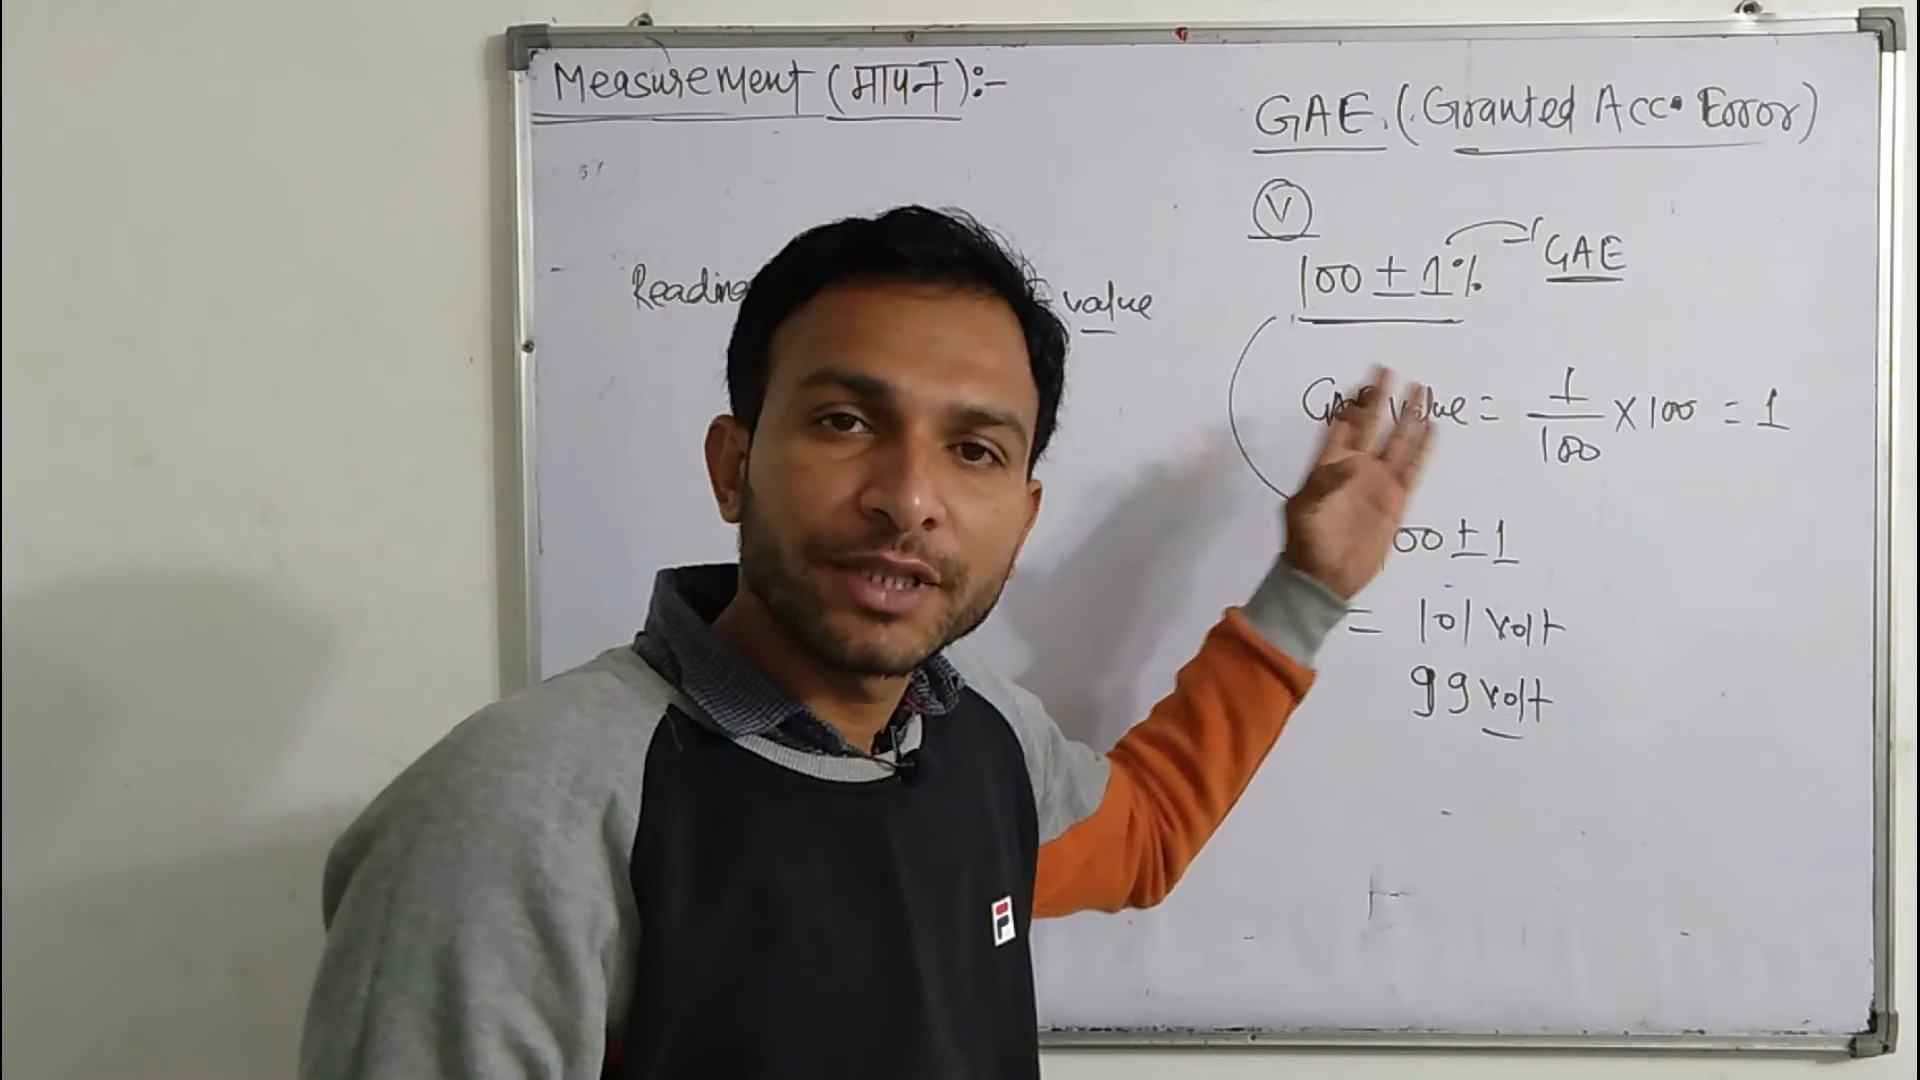 Measurement (मापन):-
GAE. (Granted Acc. Error)
V
100 ± 1% → GAE
Reading value
GAE value = 1/100 × 100 = 1
00 ± 1
= 101 volt
99 volt
F